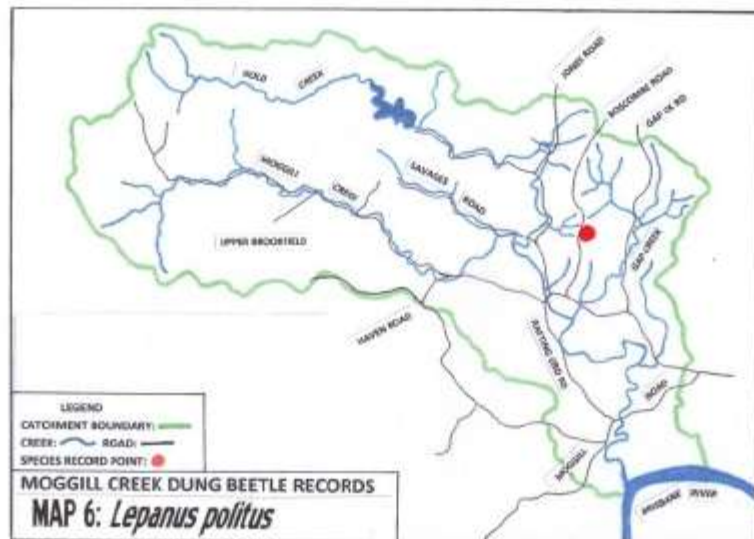 JONES ROAD
BOSCOMBE ROAD
GAP CK RD
GOLD CREEK
MOGGILL CREEK
SAVAGES ROAD
UPPER BROOKFIELD
GAP CREEK
HAVEN ROAD
RAFTING GRD RD
MOGGILL ROAD
BRISBANE RIVER
LEGEND
CATCHMENT BOUNDARY:
CREEK: ROAD:
SPECIES RECORD POINT:
MOGGILL CREEK DUNG BEETLE RECORDS
MAP 6: Lepanus politus